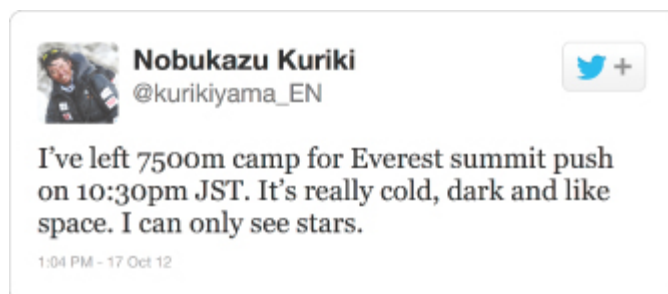 Nobukazu Kuriki
@kurikiyama_EN
I've left 7500m camp for Everest summit push
on 10:30pm JST. It's really cold, dark and like
space. I can only see stars.
1:04 PM - 17 Oct 12